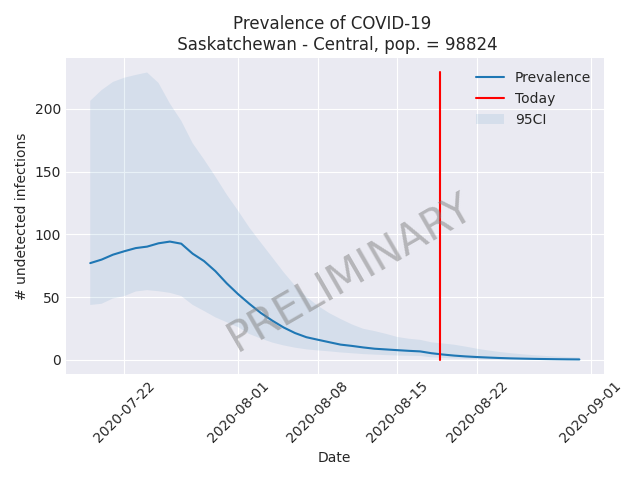 Prevalence of COVID-19
Saskatchewan - Central, pop. = 98824
Prevalence
Today
95CI
PRELIMINARY
# undetected infections
200
150
100
50
0
2020-07-22
2020-08-01
2020-08-08
2020-08-15
2020-08-22
2020-09-01
Date